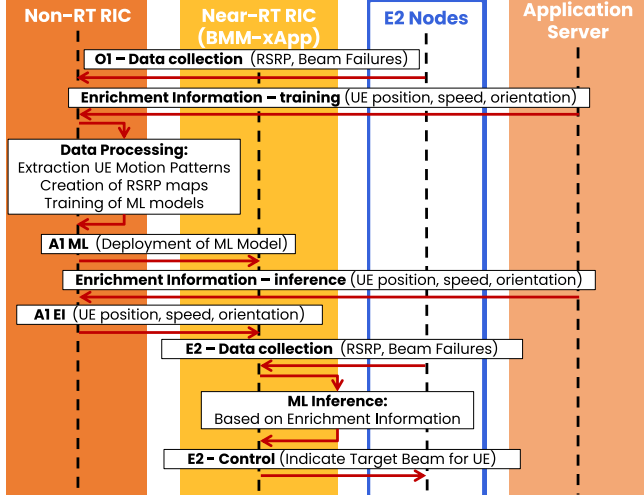 Non-RT RIC
Near-RT RIC
(BMM-xApp)
E2 Nodes
Application
Server
O1 – Data collection (RSRP, Beam Failures)
Enrichment Information – training (UE position, speed, orientation)
Data Processing:
Extraction UE Motion Patterns
Creation of RSRP maps
Training of ML models
A1 ML (Deployment of ML Model)
Enrichment Information – inference (UE position, speed, orientation)
A1 EI (UE position, speed, orientation)
E2 – Data collection (RSRP, Beam Failures)
ML Inference:
Based on Enrichment Information
E2 – Control (Indicate Target Beam for UE)